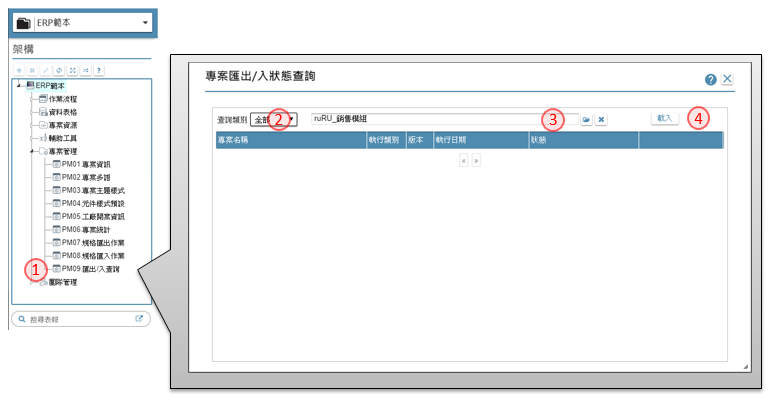 ERP範本
架構
ERP範本
作業流程
資料表格
專案資源
輔助工具
專案管理
PM01.專案資訊
PM02.專案多語
PM03.專案主題樣式
PM04.元件樣式預設
PM05.工廠開案資訊
PM06.專案統計
PM07.規格匯出作業
PM08.規格匯入作業
1
PM09.匯出/入查詢
團隊管理
搜尋表報
專案匯出/入狀態查詢
查詢類別 全部 2 ruRU_銷售模組 3 載入 4
專案名稱 執行類別 版本 執行日期 狀態
« »